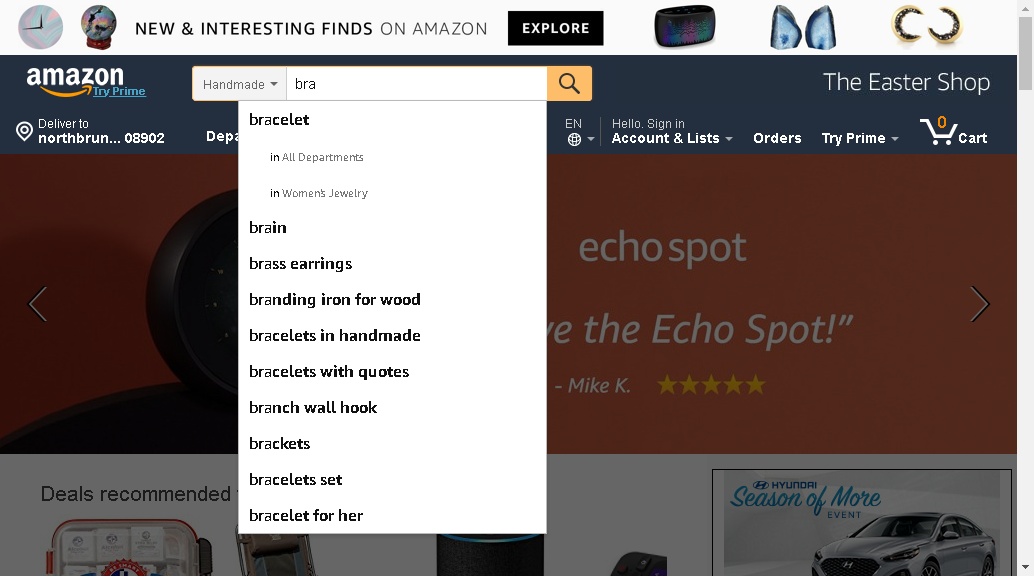 NEW & INTERESTING FINDS ON AMAZON
EXPLORE
amazon
Try Prime
Handmade
bra
The Easter Shop
Deliver to
northbrun... 08902
Depa
EN
Hello. Sign in
Account & Lists
Orders
Try Prime
0
Cart
bracelet
in All Departments
in Women's Jewelry
brain
brass earrings
branding iron for wood
bracelets in handmade
bracelets with quotes
branch wall hook
brackets
bracelets set
bracelet for her
echo spot
ve the Echo Spot!”
- Mike K.
Deals recommended
HYUNDAI
Season of More
EVENT